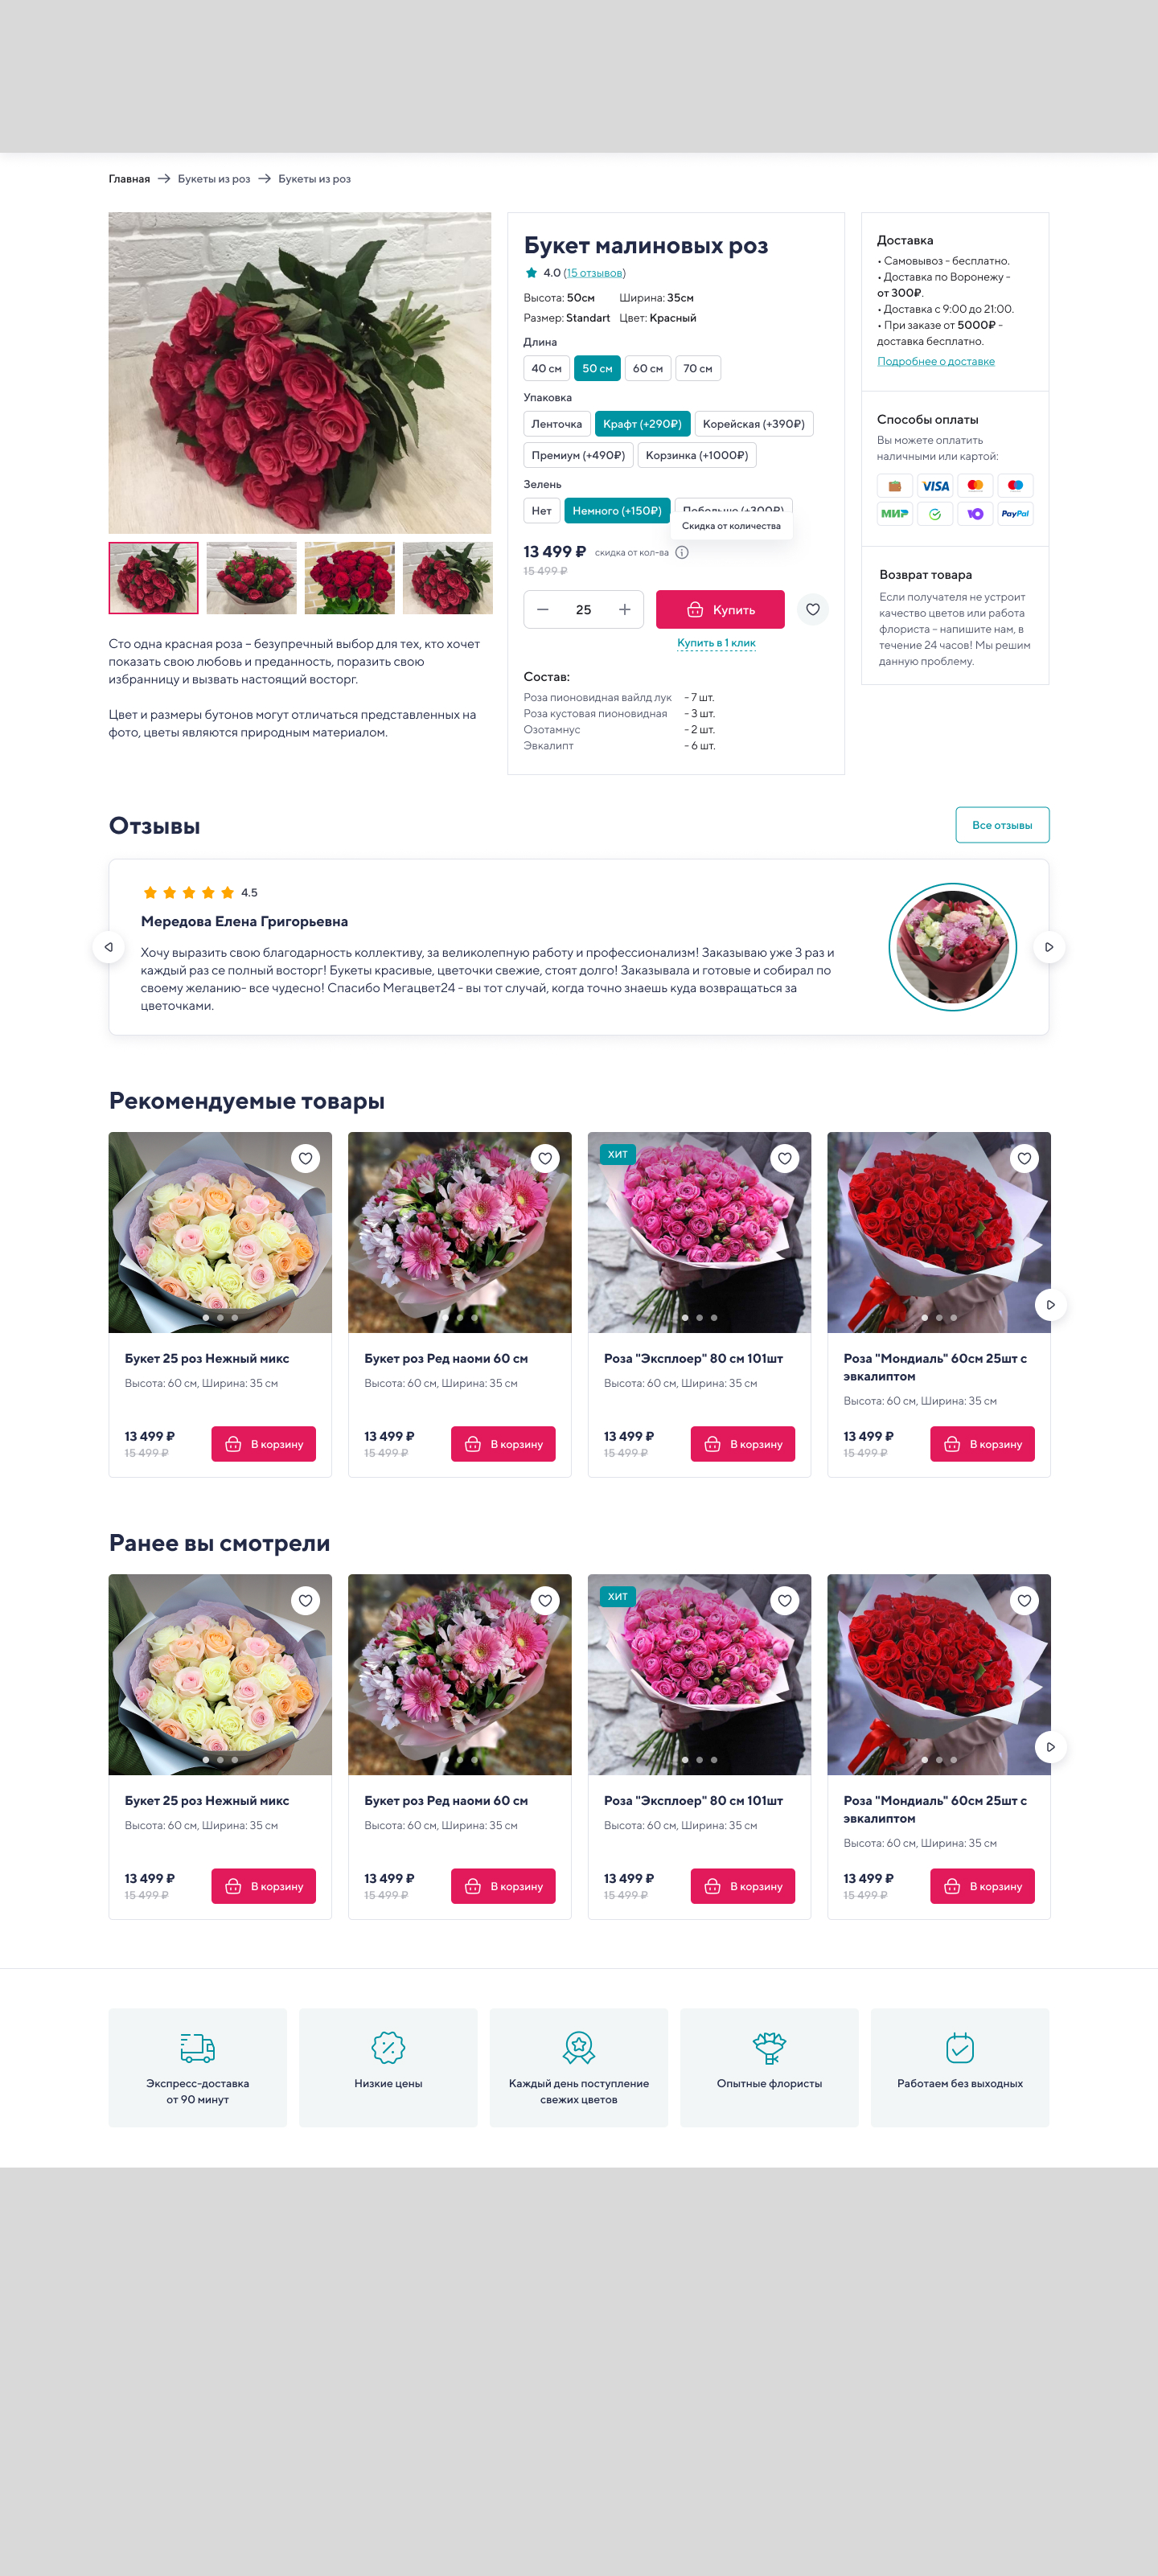 Главная → Букеты из роз → Букеты из роз
Букет малиновых роз
4.0 (15 отзывов)
Высота: 50см Ширина: 35см
Размер: Standart Цвет: Красный
Длина
40 см 50 см 60 см 70 см
Упаковка
Ленточка Крафт (+290₽) Корейская (+390₽)
Премиум (+490₽) Корзинка (+1000₽)
Зелень
Нет Немного (+150₽) Побольше (+300₽)
Скидка от количества
13 499 ₽ скидка от кол-ва
15 499 ₽
25 Купить
Купить в 1 клик
Состав:
Роза пионовидная вайлд лук - 7 шт.
Роза кустовая пионовидная - 3 шт.
Озотамнус - 2 шт.
Эвкалипт - 6 шт.
Доставка
• Самовывоз - бесплатно.
• Доставка по Воронежу -
от 300₽.
• Доставка с 9:00 до 21:00.
• При заказе от 5000₽ -
доставка бесплатно.
Подробнее о доставке
Способы оплаты
Вы можете оплатить
наличными или картой:
VISA
МИР PayPal
Возврат товара
Если получателя не устроит
качество цветов или работа
флориста – напишите нам, в
течение 24 часов! Мы решим
данную проблему.
Сто одна красная роза – безупречный выбор для тех, кто хочет
показать свою любовь и преданность, поразить свою
избранницу и вызвать настоящий восторг.
Цвет и размеры бутонов могут отличаться представленных на
фото, цветы являются природным материалом.
Отзывы
Все отзывы
4.5
Мередова Елена Григорьевна
Хочу выразить свою благодарность коллективу, за великолепную работу и профессионализм! Заказываю уже 3 раз и
каждый раз се полный восторг! Букеты красивые, цветочки свежие, стоят долго! Заказывала и готовые и собирал по
своему желанию- все чудесно! Спасибо Мегацвет24 - вы тот случай, когда точно знаешь куда возвращаться за
цветочками.
Рекомендуемые товары
ХИТ
Букет 25 роз Нежный микс
Высота: 60 см, Ширина: 35 см
13 499 ₽
15 499 ₽
В корзину
Букет роз Ред наоми 60 см
Высота: 60 см, Ширина: 35 см
13 499 ₽
15 499 ₽
В корзину
Роза "Эксплоер" 80 см 101шт
Высота: 60 см, Ширина: 35 см
13 499 ₽
15 499 ₽
В корзину
Роза "Мондиаль" 60см 25шт с
эвкалиптом
Высота: 60 см, Ширина: 35 см
13 499 ₽
15 499 ₽
В корзину
Ранее вы смотрели
ХИТ
Букет 25 роз Нежный микс
Высота: 60 см, Ширина: 35 см
13 499 ₽
15 499 ₽
В корзину
Букет роз Ред наоми 60 см
Высота: 60 см, Ширина: 35 см
13 499 ₽
15 499 ₽
В корзину
Роза "Эксплоер" 80 см 101шт
Высота: 60 см, Ширина: 35 см
13 499 ₽
15 499 ₽
В корзину
Роза "Мондиаль" 60см 25шт с
эвкалиптом
Высота: 60 см, Ширина: 35 см
13 499 ₽
15 499 ₽
В корзину
Экспресс-доставка
от 90 минут
Низкие цены
Каждый день поступление
свежих цветов
Опытные флористы
Работаем без выходных